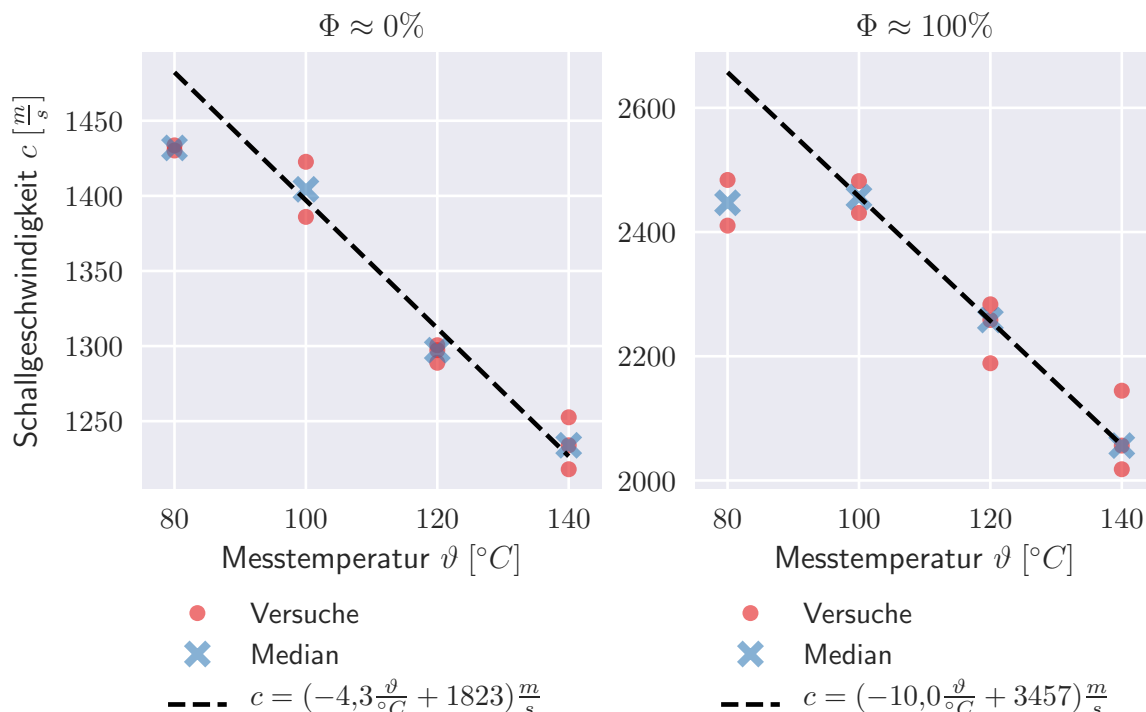 Φ ≈ 0%
Φ ≈ 100%
Schallgeschwindigkeit c [m/s]
1450
1400
1350
1300
1250
2600
2400
2200
2000
80 100 120 140
80 100 120 140
Messtemperatur ϑ [°C]
Messtemperatur ϑ [°C]
Versuche
Median
c = (−4,3 ϑ/°C + 1823) m/s
Versuche
Median
c = (−10,0 ϑ/°C + 3457) m/s